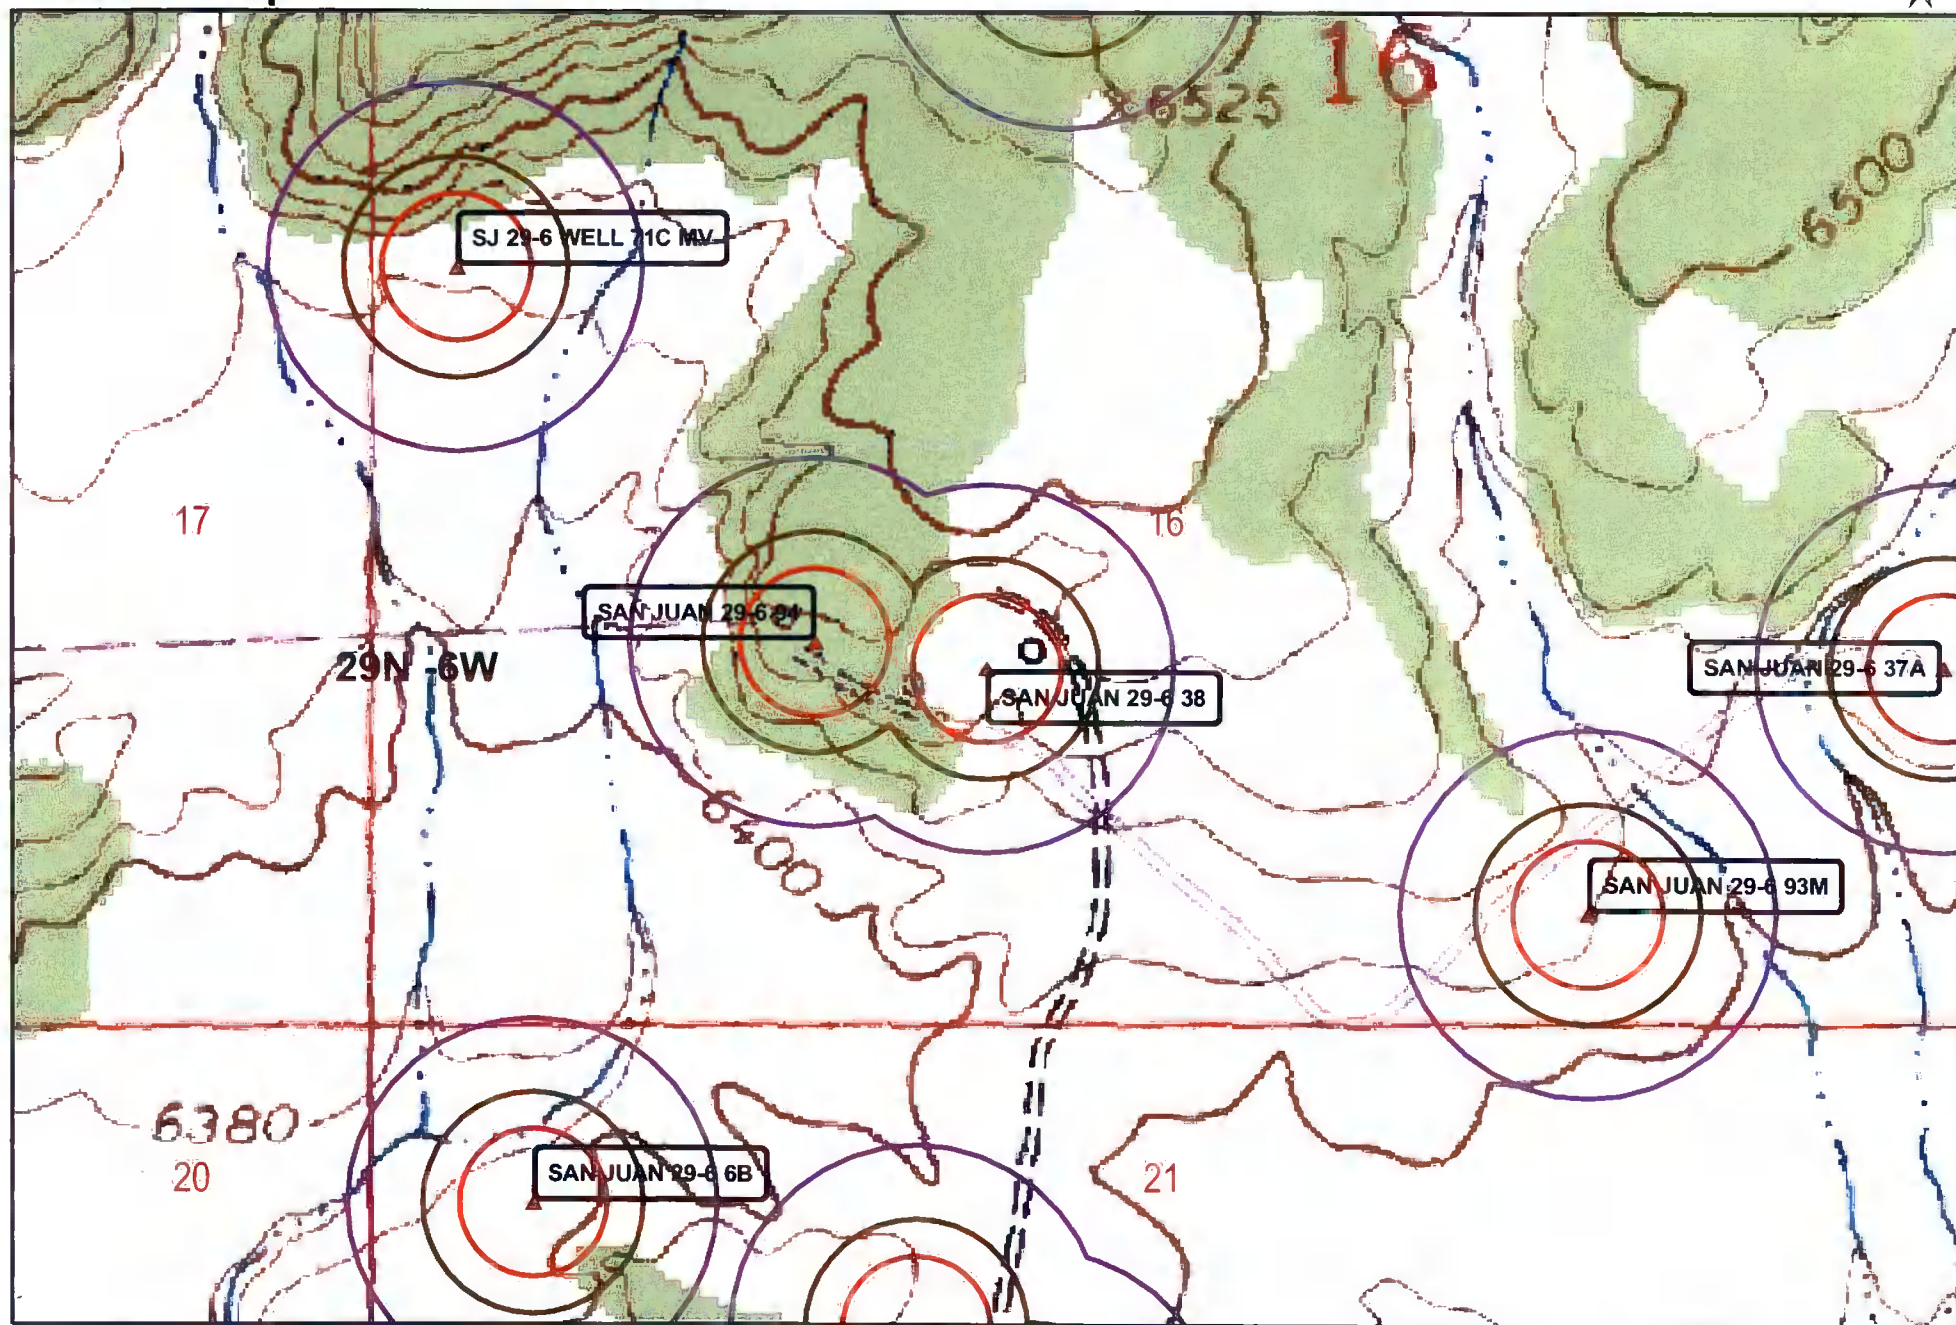 16
6525
6500
SJ 29-6 WELL 71C MV
17
16
SAN JUAN 29-6 94
29N -6W
SAN JUAN 29-6 38
SAN JUAN 29-6 37A
6400
SAN JUAN 29-6 93M
6380
20
SAN JUAN 29-6 6B
21